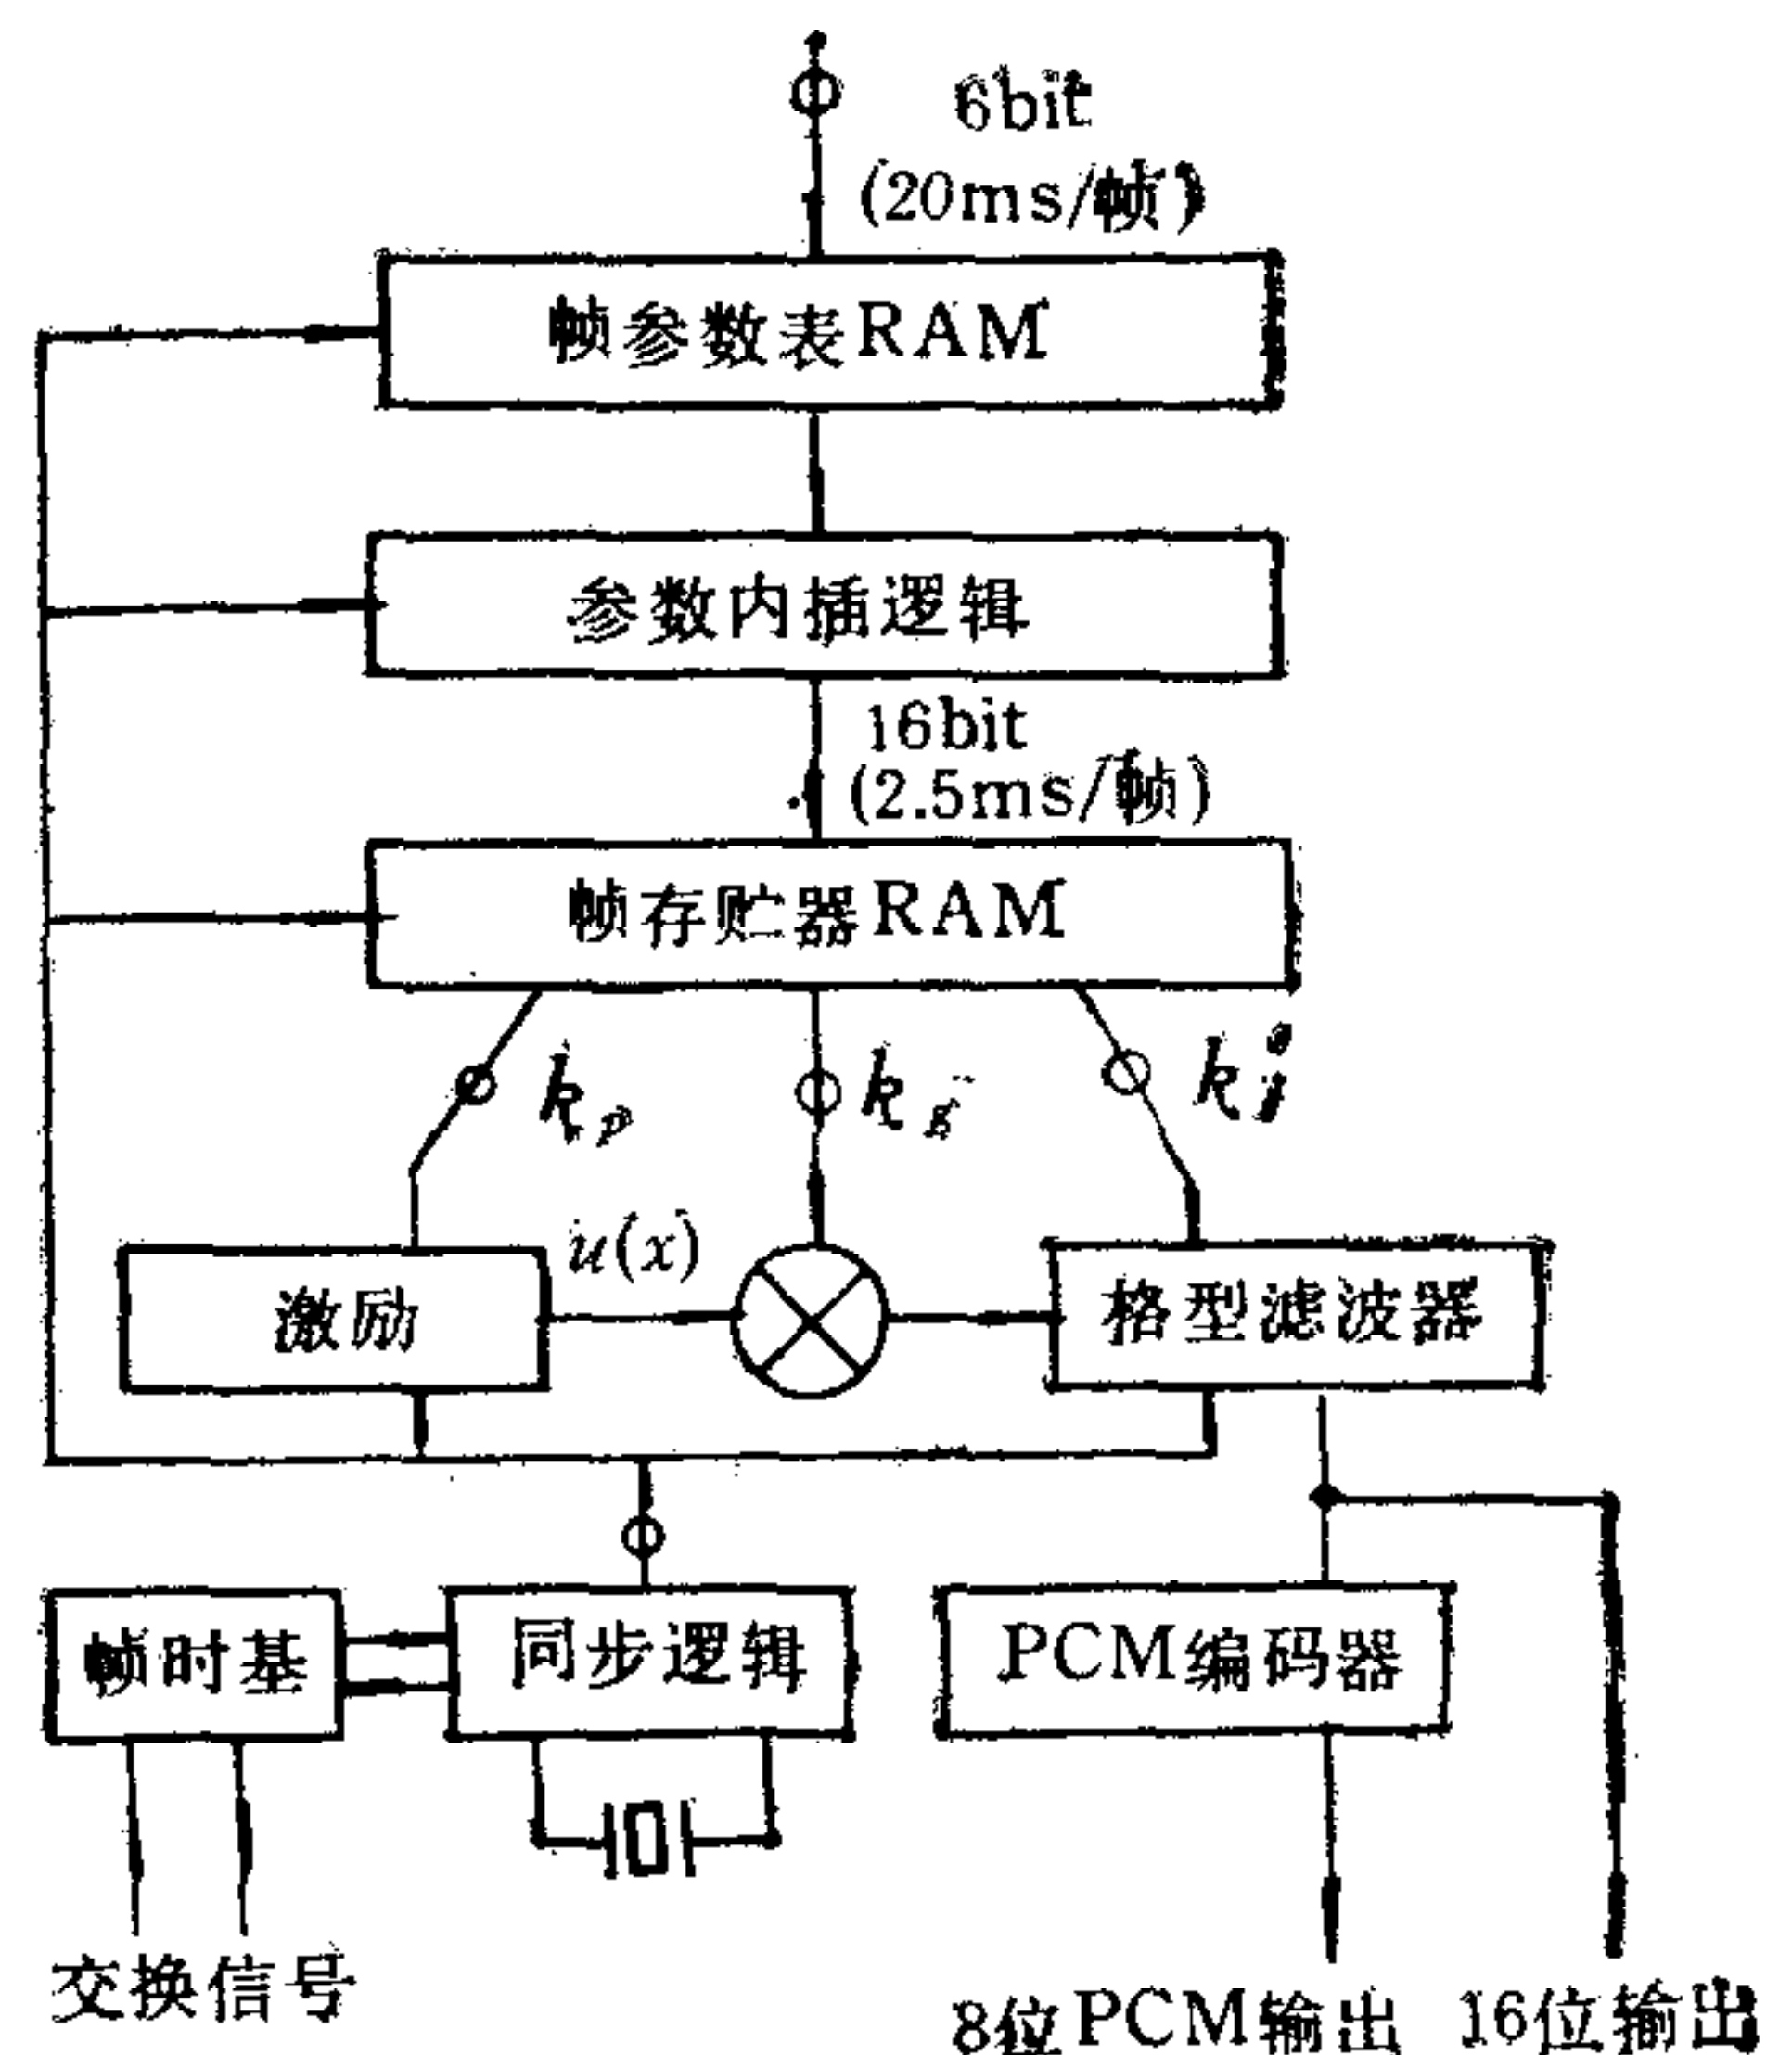 6bit
(20ms/帧)
帧参数表RAM
参数内插逻辑
16bit
(2.5ms/帧)
帧存贮器RAM
kp
kg
kj
u(x)
激励
格型滤波器
帧时基
同步逻辑
PCM编码器
交换信号
8位PCM输出
16位输出